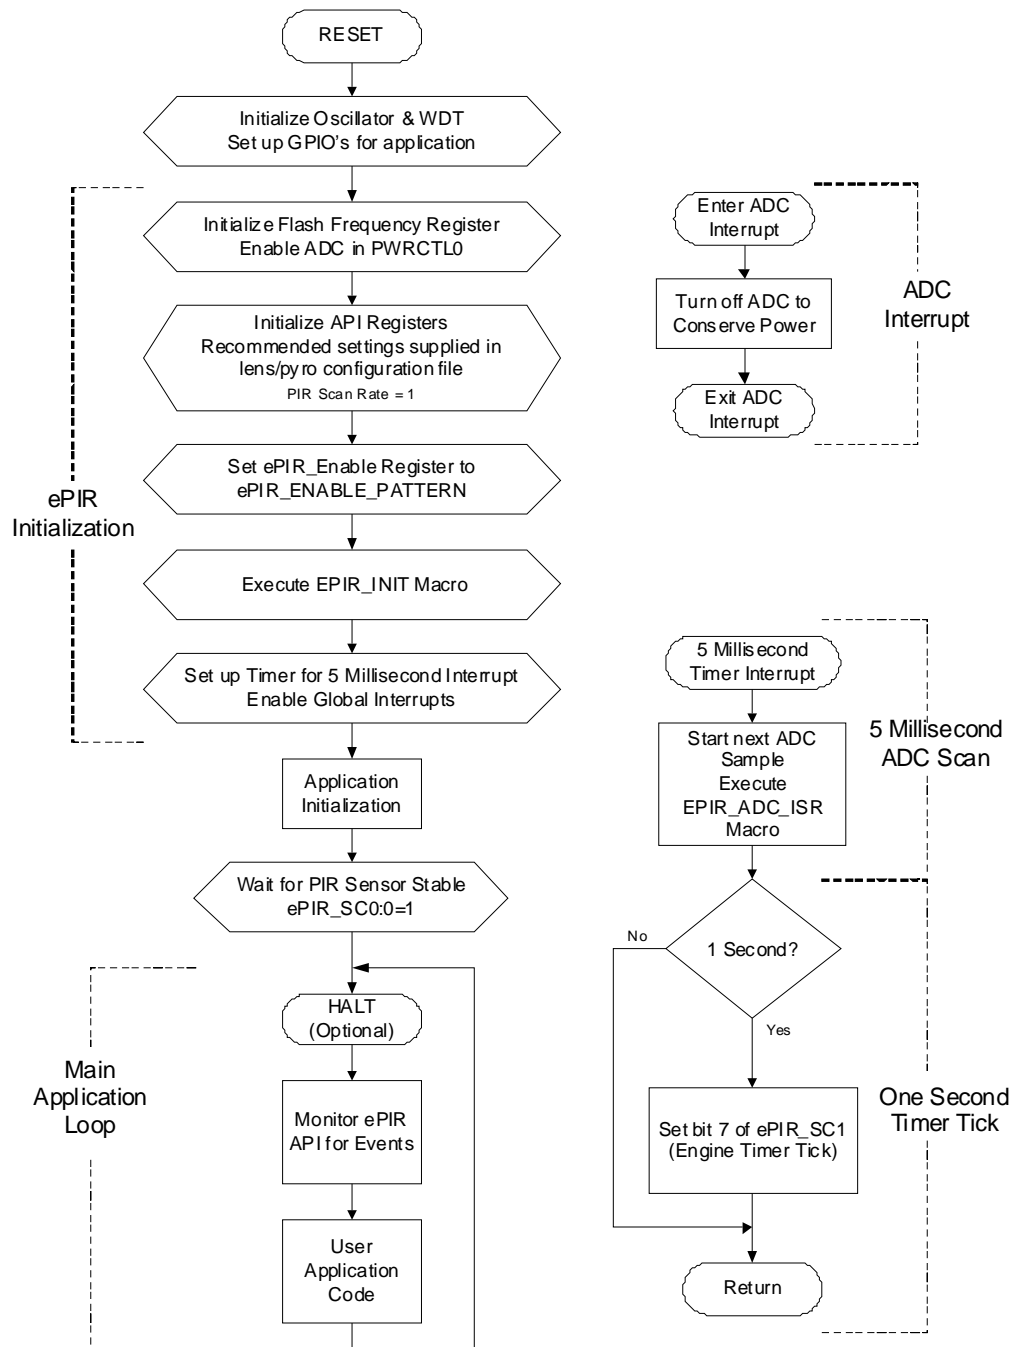 RESET
Initialize Oscillator & WDT
Set up GPIO's for application
Initialize Flash Frequency Register
Enable ADC in PWRCTL0
Initialize API Registers
Recommended settings supplied in
lens/pyro configuration file
PIR Scan Rate = 1
Set ePIR_Enable Register to
ePIR_ENABLE_PATTERN
ePIR
Initialization
Execute EPIR_INIT Macro
Set up Timer for 5 Millisecond Interrupt
Enable Global Interrupts
Application
Initialization
Wait for PIR Sensor Stable
ePIR_SC0:0=1
HALT
(Optional)
Main
Application
Loop
Monitor ePIR
API for Events
User
Application
Code
Enter ADC
Interrupt
Turn off ADC to
Conserve Power
Exit ADC
Interrupt
ADC
Interrupt
5 Millisecond
Timer Interrupt
Start next ADC
Sample
Execute
EPIR_ADC_ISR
Macro
5 Millisecond
ADC Scan
1 Second?
No
Yes
Set bit 7 of ePIR_SC1
(Engine Timer Tick)
One Second
Timer Tick
Return